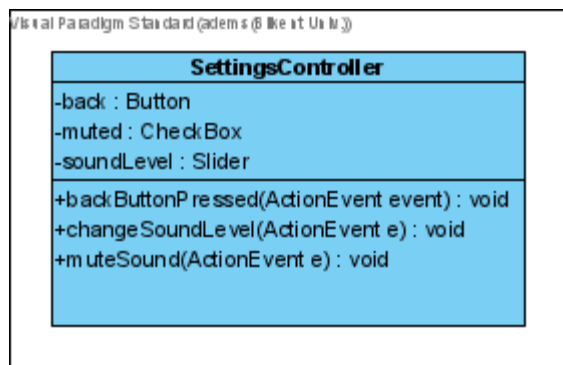 Visual Paradigm Standard(adems(Bilkent Univ.))
SettingsController
-back : Button
-muted : CheckBox
-soundLevel : Slider
+backButtonPressed(ActionEvent event) : void
+changeSoundLevel(ActionEvent e) : void
+muteSound(ActionEvent e) : void